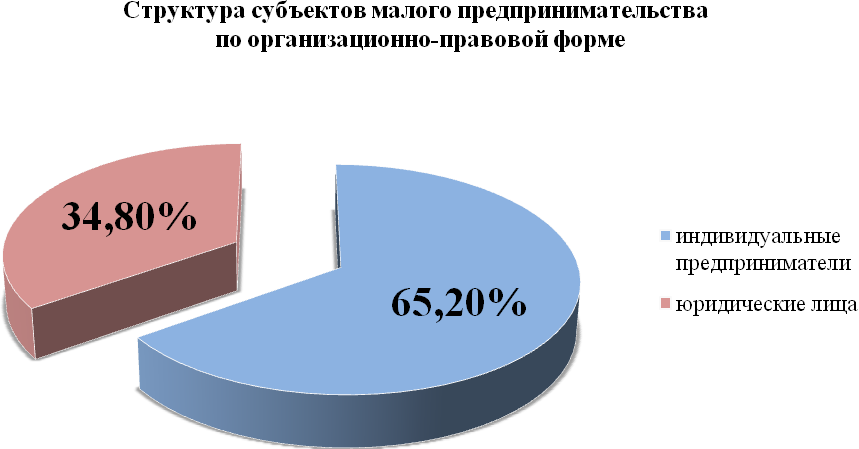 Структура субъектов малого предпринимательства
по организационно-правовой форме
34,80%
65,20%
индивидуальные
предприниматели
юридические лица